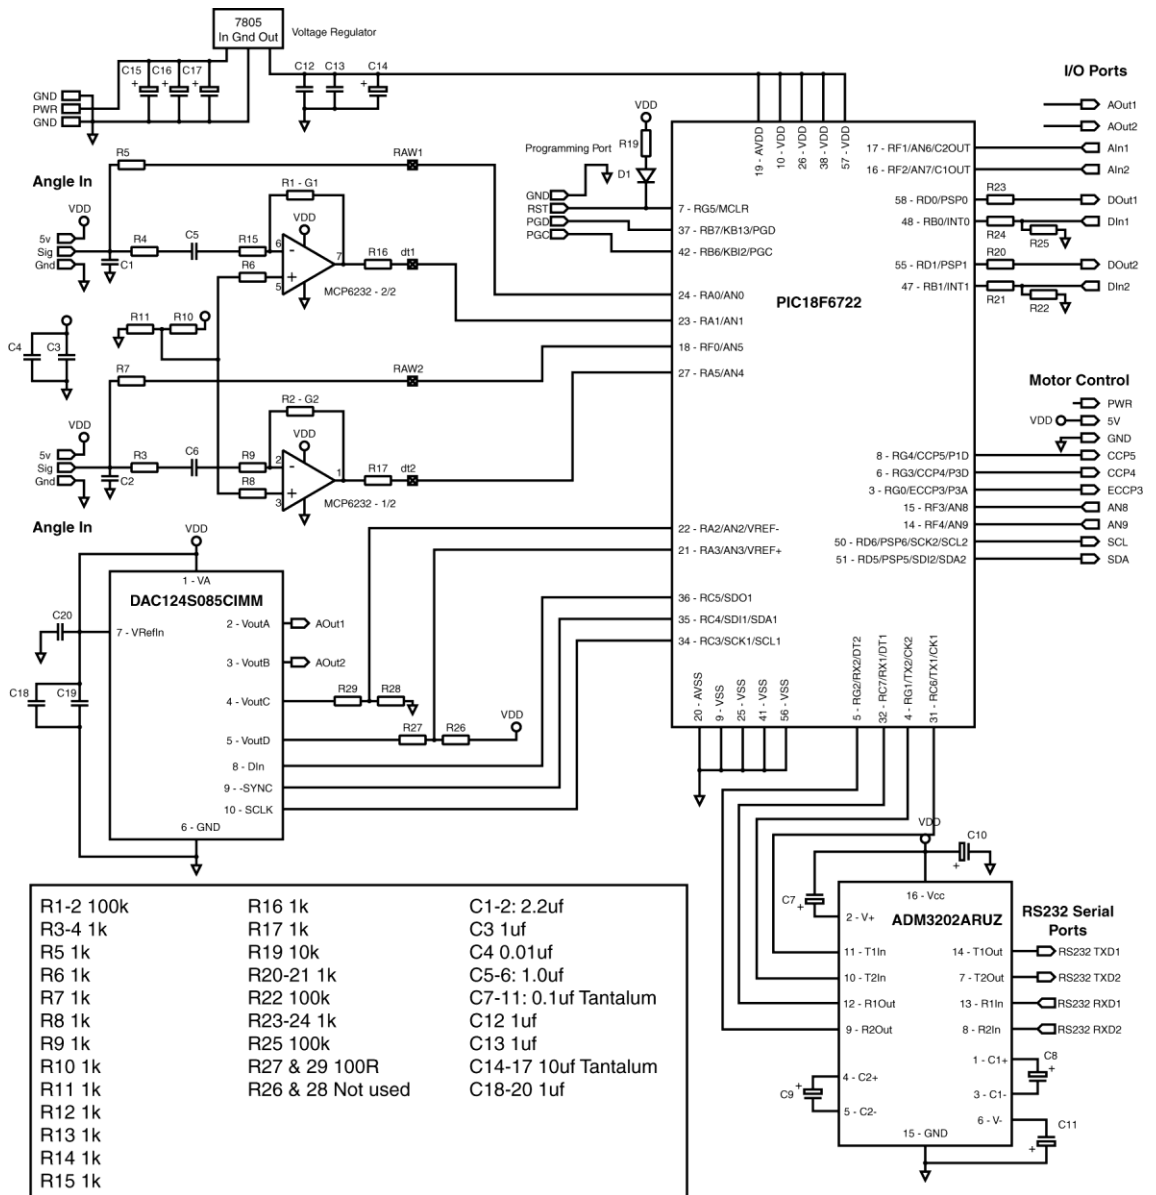 7805
In Gnd Out
Voltage Regulator
C15
C16
C17
+
+
+
C12
C13
C14
+
GND
PWR
GND
I/O Ports
AOut1
AOut2
AIn1
AIn2
DOut1
DIn1
DOut2
DIn2
R23
R24
R25
R20
R21
R22
19 - AVDD
10 - VDD
26 - VDD
38 - VDD
57 - VDD
17 - RF1/AN6/C2OUT
16 - RF2/AN7/C1OUT
58 - RD0/PSP0
48 - RB0/INT0
55 - RD1/PSP1
47 - RB1/INT1
VDD
R19
D1
Programming Port
GND
RST
PGD
PGC
7 - RG5/MCLR
37 - RB7/KB13/PGD
42 - RB6/KBI2/PGC
PIC18F6722
24 - RA0/AN0
23 - RA1/AN1
18 - RF0/AN5
27 - RA5/AN4
R5
RAW1
Angle In
VDD
5v
Sig
Gnd
C1
R4
C5
R15
R6
R1 - G1
VDD
6
-
+
5
7
R16
dt1
MCP6232 - 2/2
R11
R10
C4
C3
R7
RAW2
VDD
5v
Sig
Gnd
C2
R3
C6
R9
R8
R2 - G2
VDD
2
-
+
3
1
R17
dt2
MCP6232 - 1/2
Angle In
Motor Control
PWR
VDD
5V
GND
CCP5
CCP4
ECCP3
AN8
AN9
SCL
SDA
8 - RG4/CCP5/P1D
6 - RG3/CCP4/P3D
3 - RG0/ECCP3/P3A
15 - RF3/AN8
14 - RF4/AN9
50 - RD6/PSP6/SCK2/SCL2
51 - RD5/PSP5/SDI2/SDA2
22 - RA2/AN2/VREF-
21 - RA3/AN3/VREF+
36 - RC5/SDO1
35 - RC4/SDI1/SDA1
34 - RC3/SCK1/SCL1
20 - AVSS
9 - VSS
25 - VSS
41 - VSS
56 - VSS
5 - RG2/RX2/DT2
32 - RC7/RX1/DT1
4 - RG1/TX2/CK2
31 - RC6/TX1/CK1
VDD
1 - VA
DAC124S085CIMM
C20
7 - VRefIn
C18
C19
2 - VoutA
AOut1
3 - VoutB
AOut2
4 - VoutC
R29
R28
5 - VoutD
R27
R26
VDD
8 - DIn
9 - -SYNC
10 - SCLK
6 - GND
VDD
C10
+
C7
+
16 - Vcc
2 - V+
ADM3202ARUZ
RS232 Serial
Ports
11 - T1In
10 - T2In
12 - R1Out
9 - R2Out
14 - T1Out
7 - T2Out
13 - R1In
8 - R2In
RS232 TXD1
RS232 TXD2
RS232 RXD1
RS232 RXD2
4 - C2+
5 - C2-
C9
+
1 - C1+
3 - C1-
C8
+
6 - V-
C11
+
15 - GND
R1-2 100k
R3-4 1k
R5 1k
R6 1k
R7 1k
R8 1k
R9 1k
R10 1k
R11 1k
R12 1k
R13 1k
R14 1k
R15 1k
R16 1k
R17 1k
R19 10k
R20-21 1k
R22 100k
R23-24 1k
R25 100k
R27 & 29 100R
R26 & 28 Not used
C1-2: 2.2uf
C3 1uf
C4 0.01uf
C5-6: 1.0uf
C7-11: 0.1uf Tantalum
C12 1uf
C13 1uf
C14-17 10uf Tantalum
C18-20 1uf